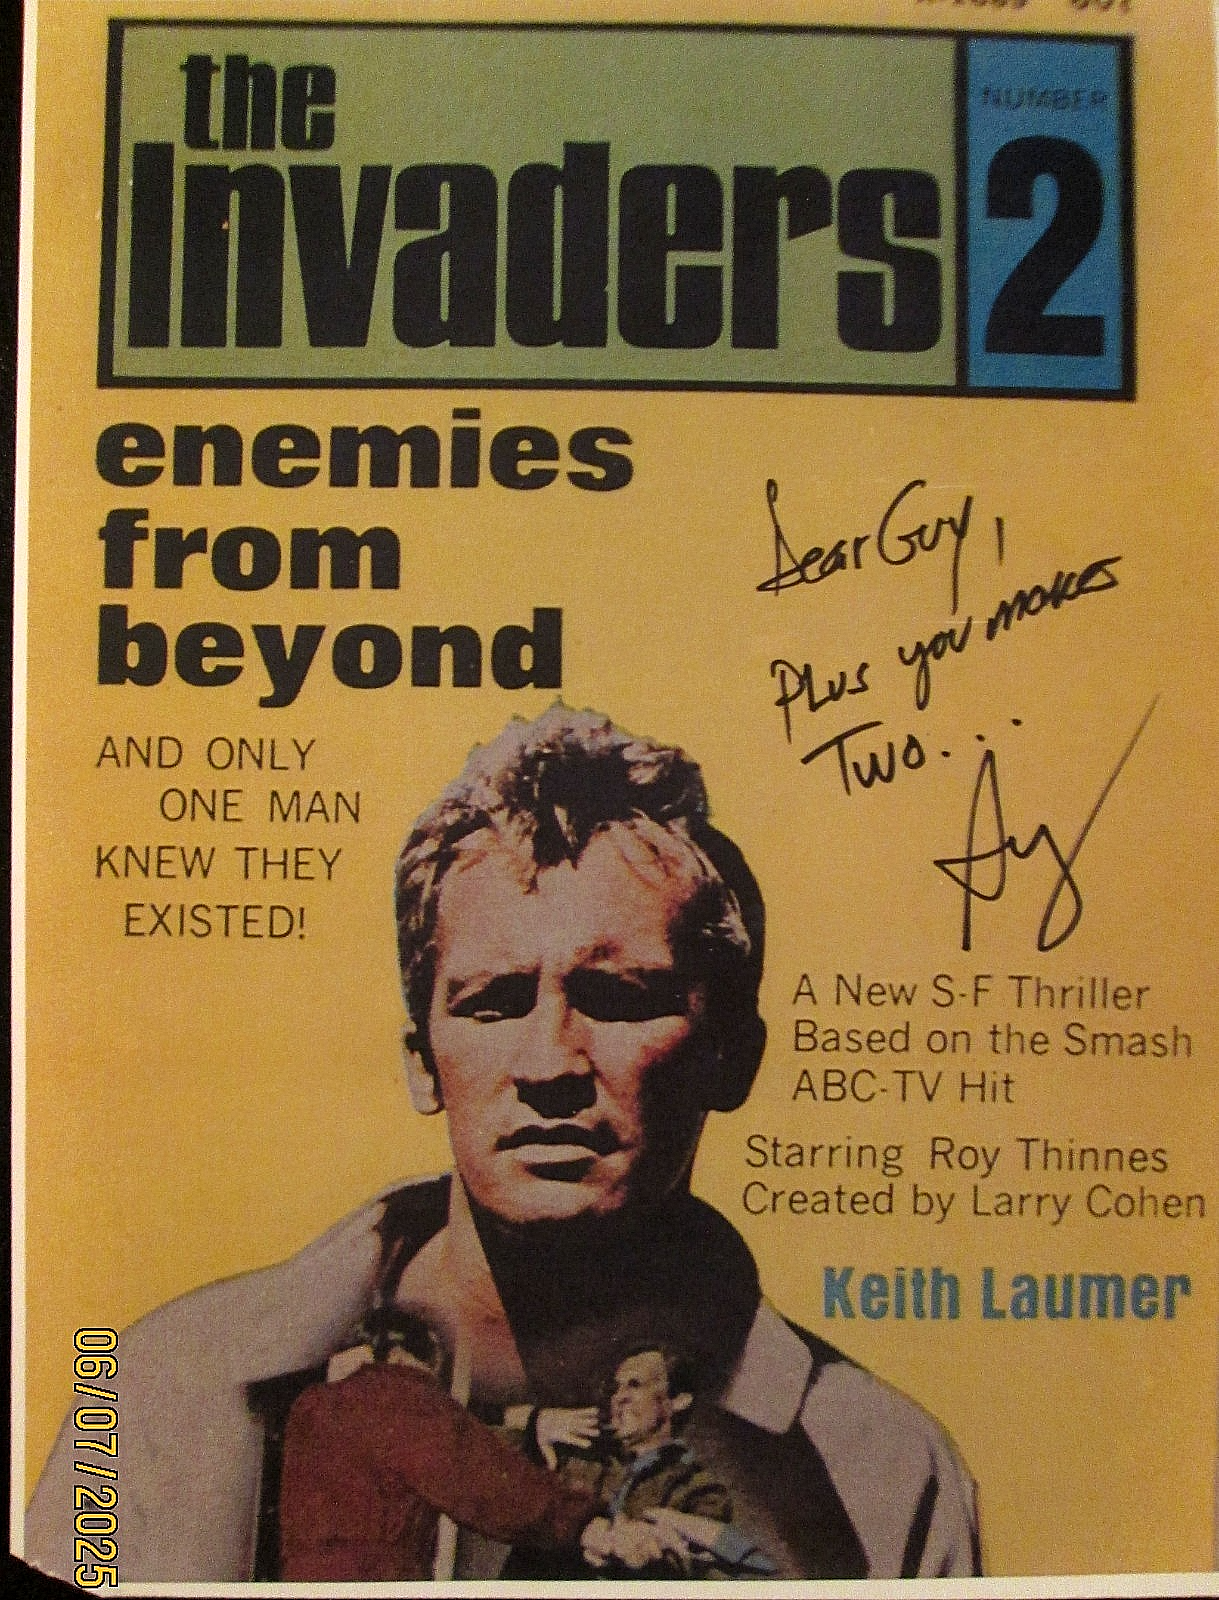 60¢
the
Invaders
NUMBER
2
enemies
from
beyond
AND ONLY
ONE MAN
KNEW THEY
EXISTED!
Dear Guy,
Plus you makes
Two...
A New S-F Thriller
Based on the Smash
ABC-TV Hit
Starring Roy Thinnes
Created by Larry Cohen
Keith Laumer
06/07/2025